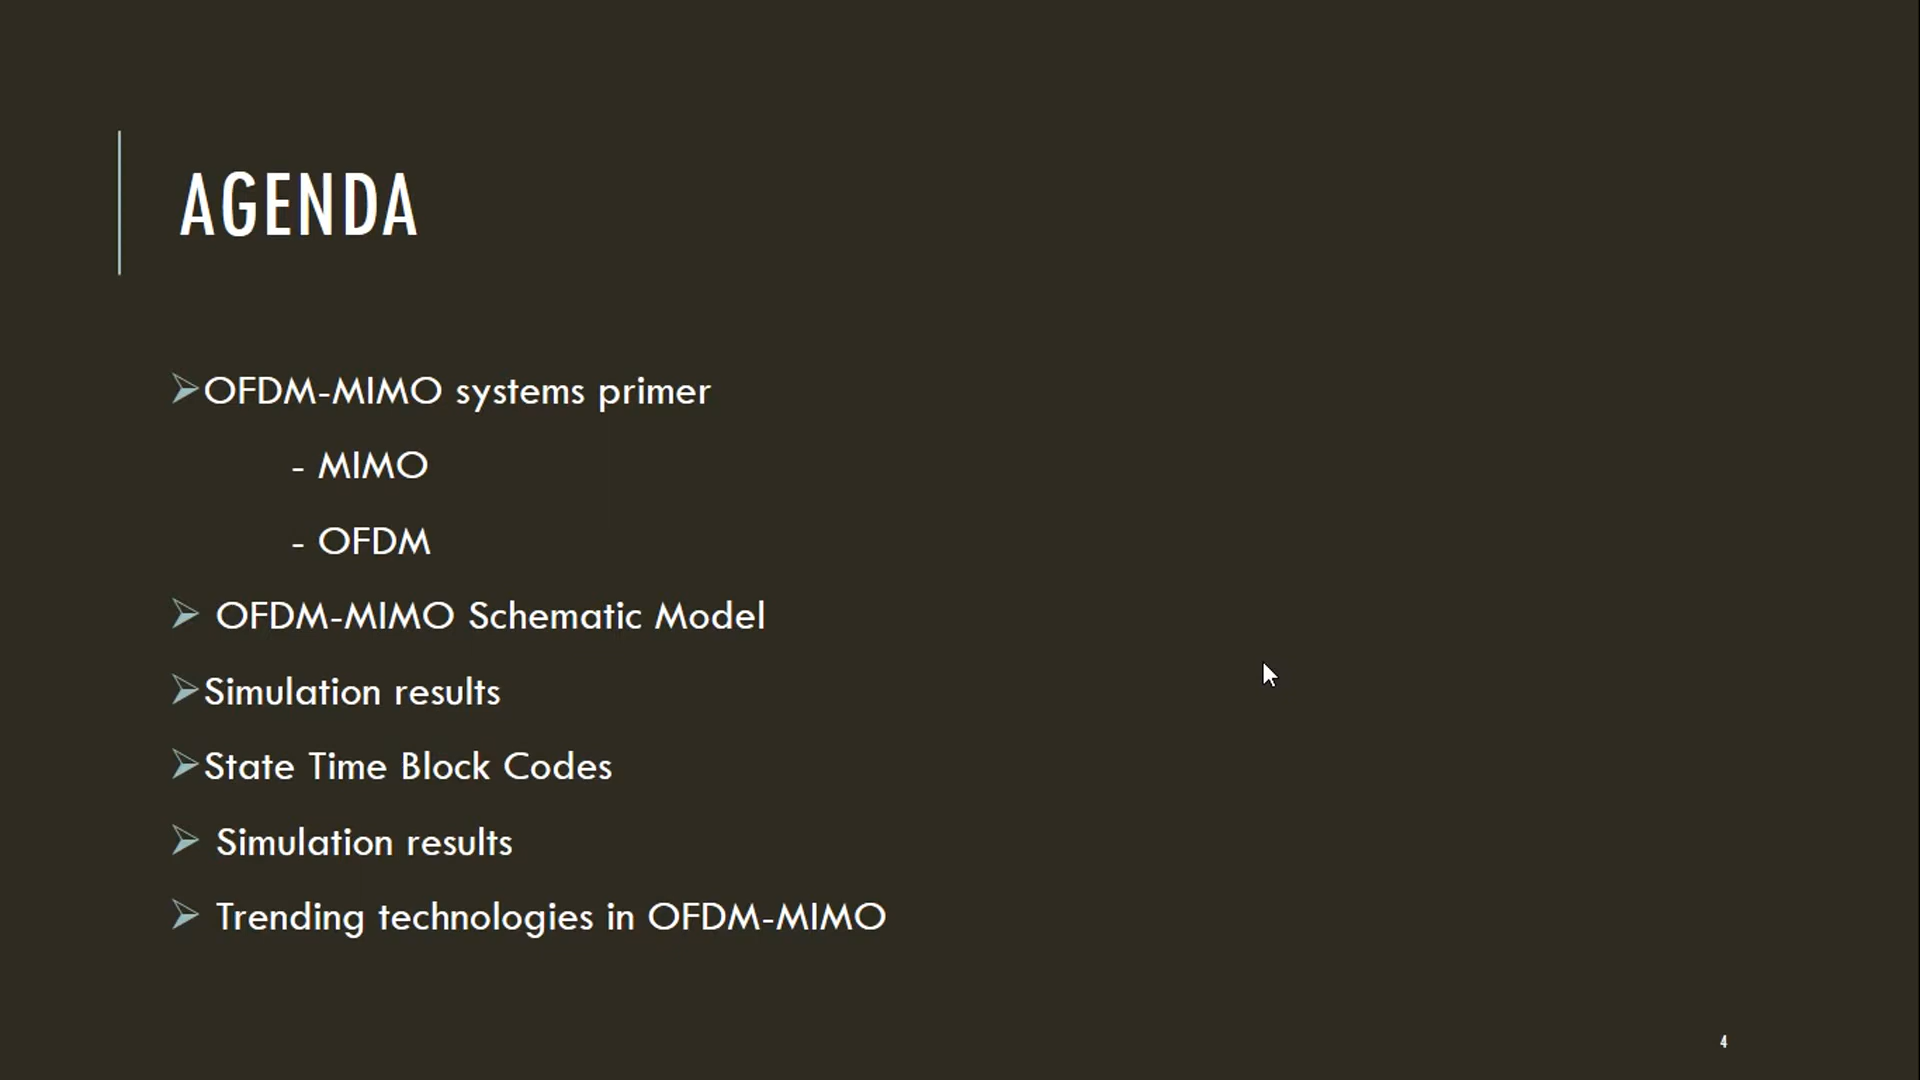 AGENDA
OFDM-MIMO systems primer
- MIMO
- OFDM
OFDM-MIMO Schematic Model
Simulation results
State Time Block Codes
Simulation results
Trending technologies in OFDM-MIMO
4